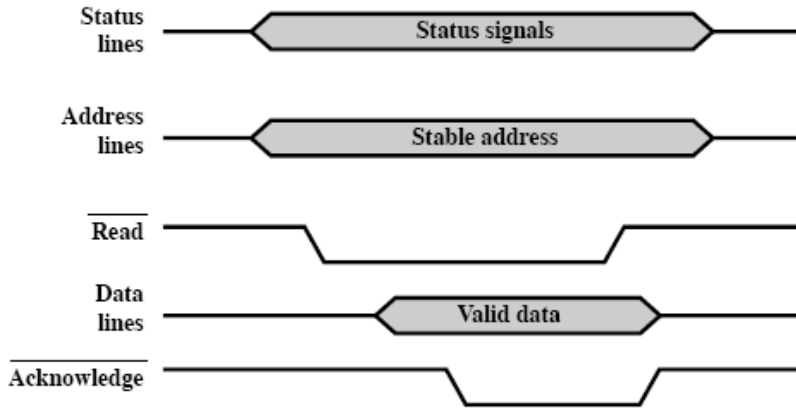 Status
lines
Status signals
Address
lines
Stable address
Read
Data
lines
Valid data
Acknowledge